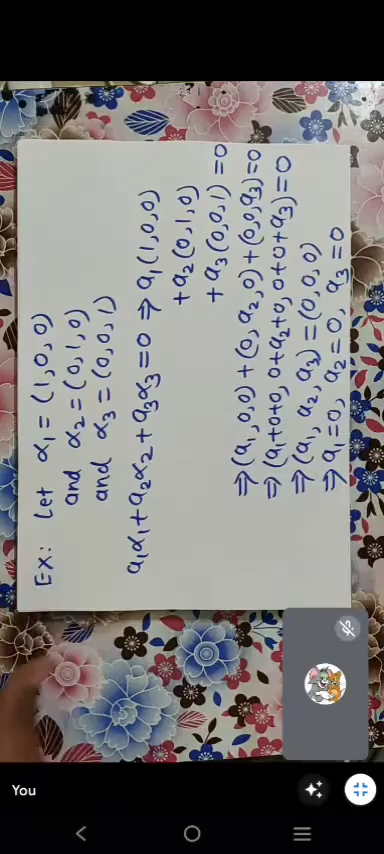 Ex: Let α1 = (1,0,0)
and α2 = (0,1,0)
and α3 = (0,0,1)
a1α1+a2α2+a3α3=0 ⇒ a1(1,0,0)
+a2(0,1,0)
+a3(0,0,1) =0
⇒(a1,0,0)+(0,a2,0)+(0,0,a3)=0
⇒(a1+0+0, 0+a2+0, 0+0+a3)=0
⇒(a1, a2, a3)=(0,0,0)
⇒a1=0, a2=0, a3=0
You